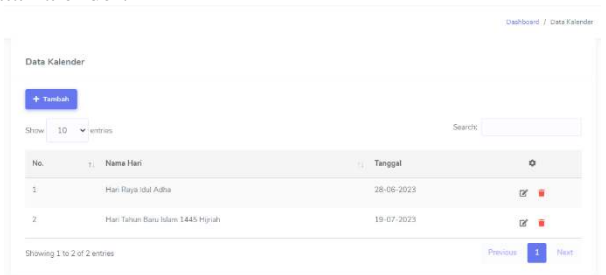 Dashboard / Data Kalender
Data Kalender
+ Tambah
Show 10 entries
Search:
No. Nama Hari Tanggal
1 Hari Raya Idul Adha 28-06-2023
2 Hari Tahun Baru Islam 1445 Hijriah 19-07-2023
Showing 1 to 2 of 2 entries
Previous 1 Next